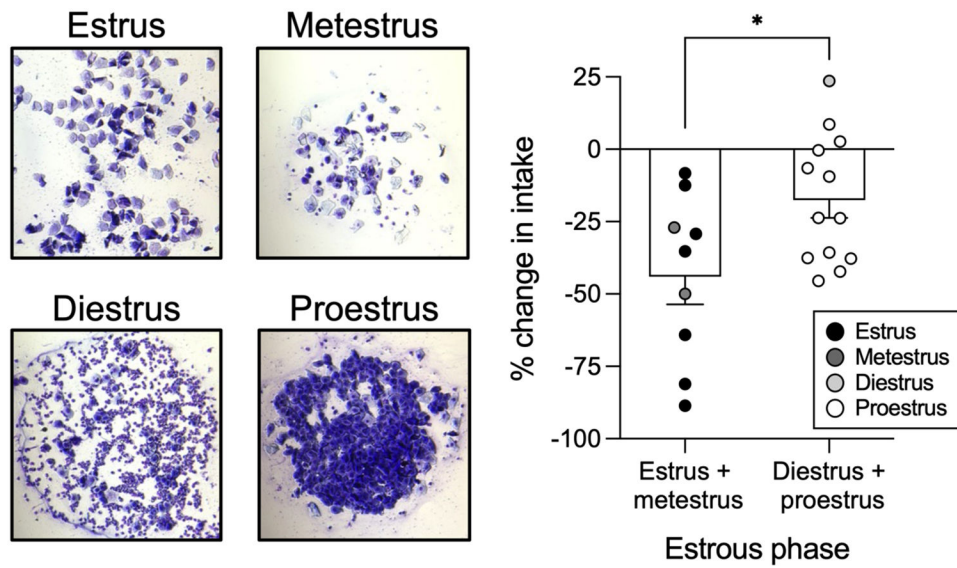 Estrus
Metestrus
Diestrus
Proestrus
*
25
0
-25
-50
-75
-100
% change in intake
Estrus
Metestrus
Diestrus
Proestrus
Estrus +
metestrus
Diestrus +
proestrus
Estrous phase